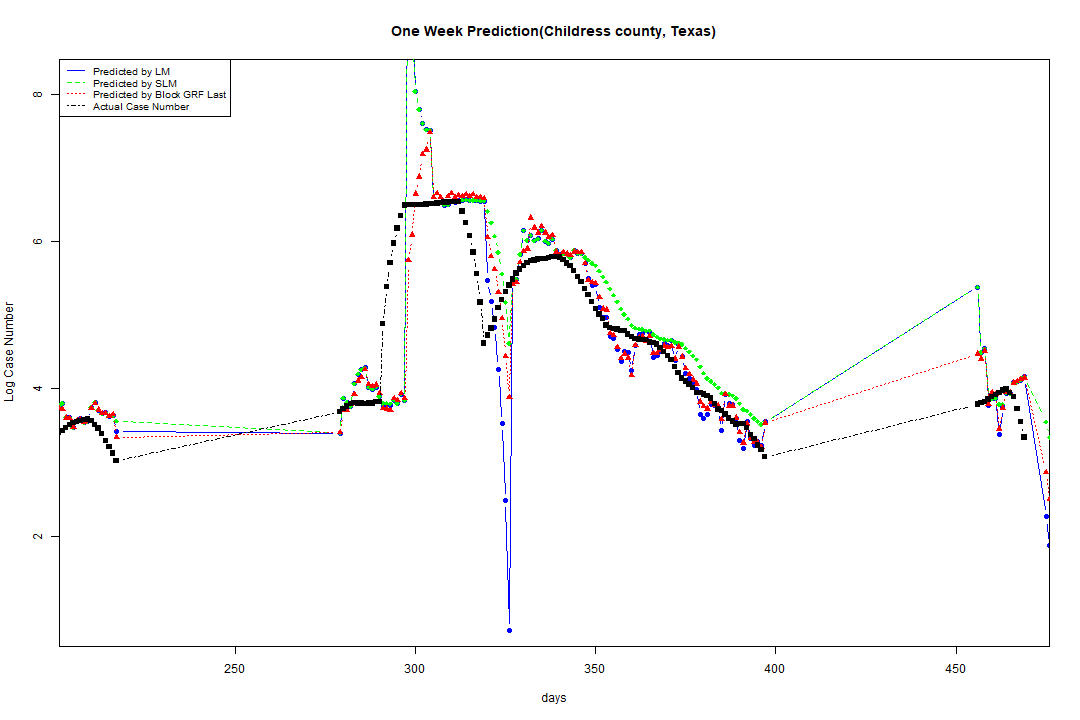 One Week Prediction(Childress county, Texas)
Predicted by LM
Predicted by SLM
Predicted by Block GRF Last
Actual Case Number
8
6
4
2
Log Case Number
250
300
350
400
450
days